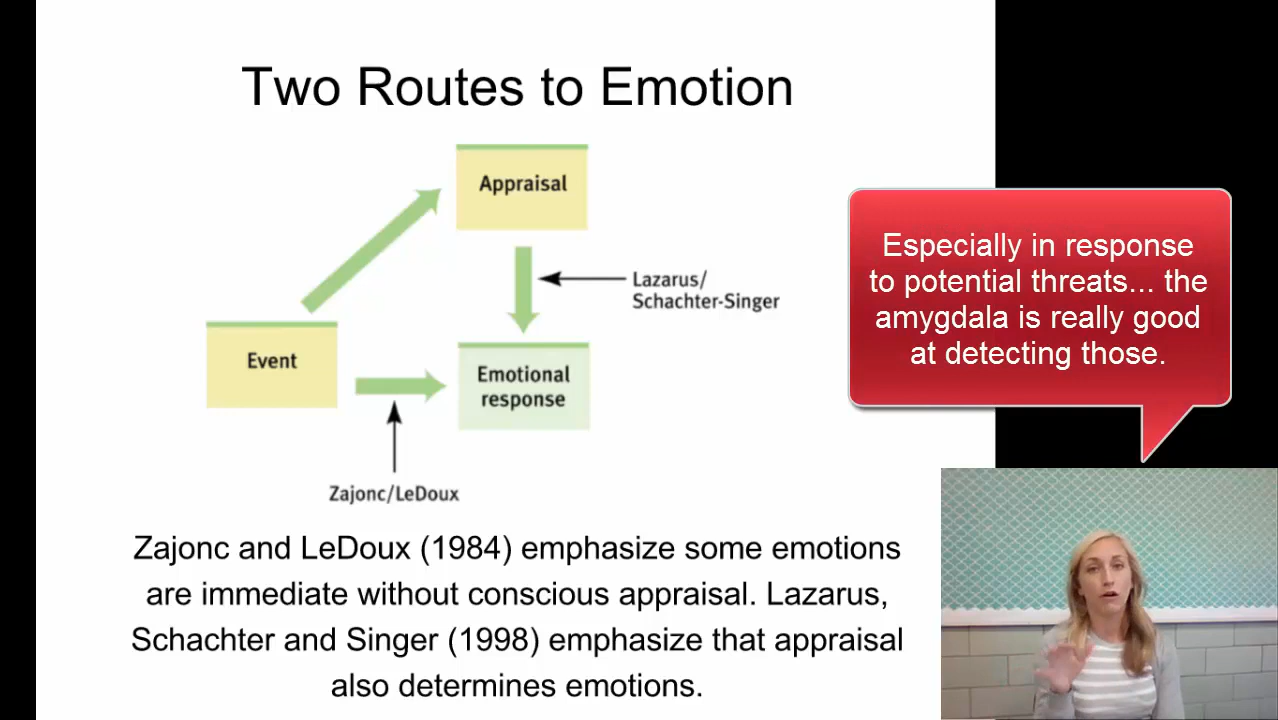 Two Routes to Emotion
Appraisal
Lazarus/
Schachter-Singer
Event
Emotional
response
Zajonc/LeDoux
Zajonc and LeDoux (1984) emphasize some emotions
are immediate without conscious appraisal. Lazarus,
Schachter and Singer (1998) emphasize that appraisal
also determines emotions.
Especially in response
to potential threats... the
amygdala is really good
at detecting those.